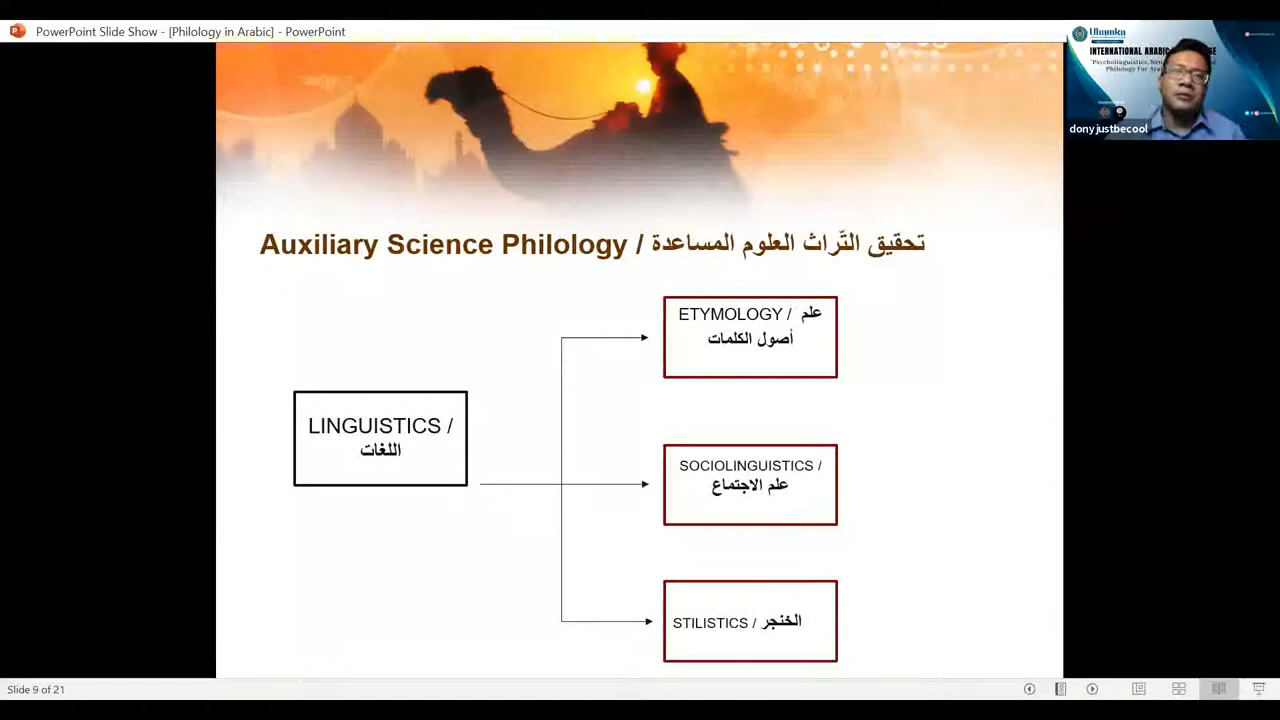 PowerPoint Slide Show - [Philology in Arabic] - PowerPoint
Uhamka
INTERNATIONAL ARABIC
donyjustbecool
Auxiliary Science Philology / تحقيق التّراث العلوم المساعدة
ETYMOLOGY / علم
أصول الكلمات
LINGUISTICS /
اللغات
SOCIOLINGUISTICS /
علم الاجتماع
STILISTICS / الخنجر
Slide 9 of 21